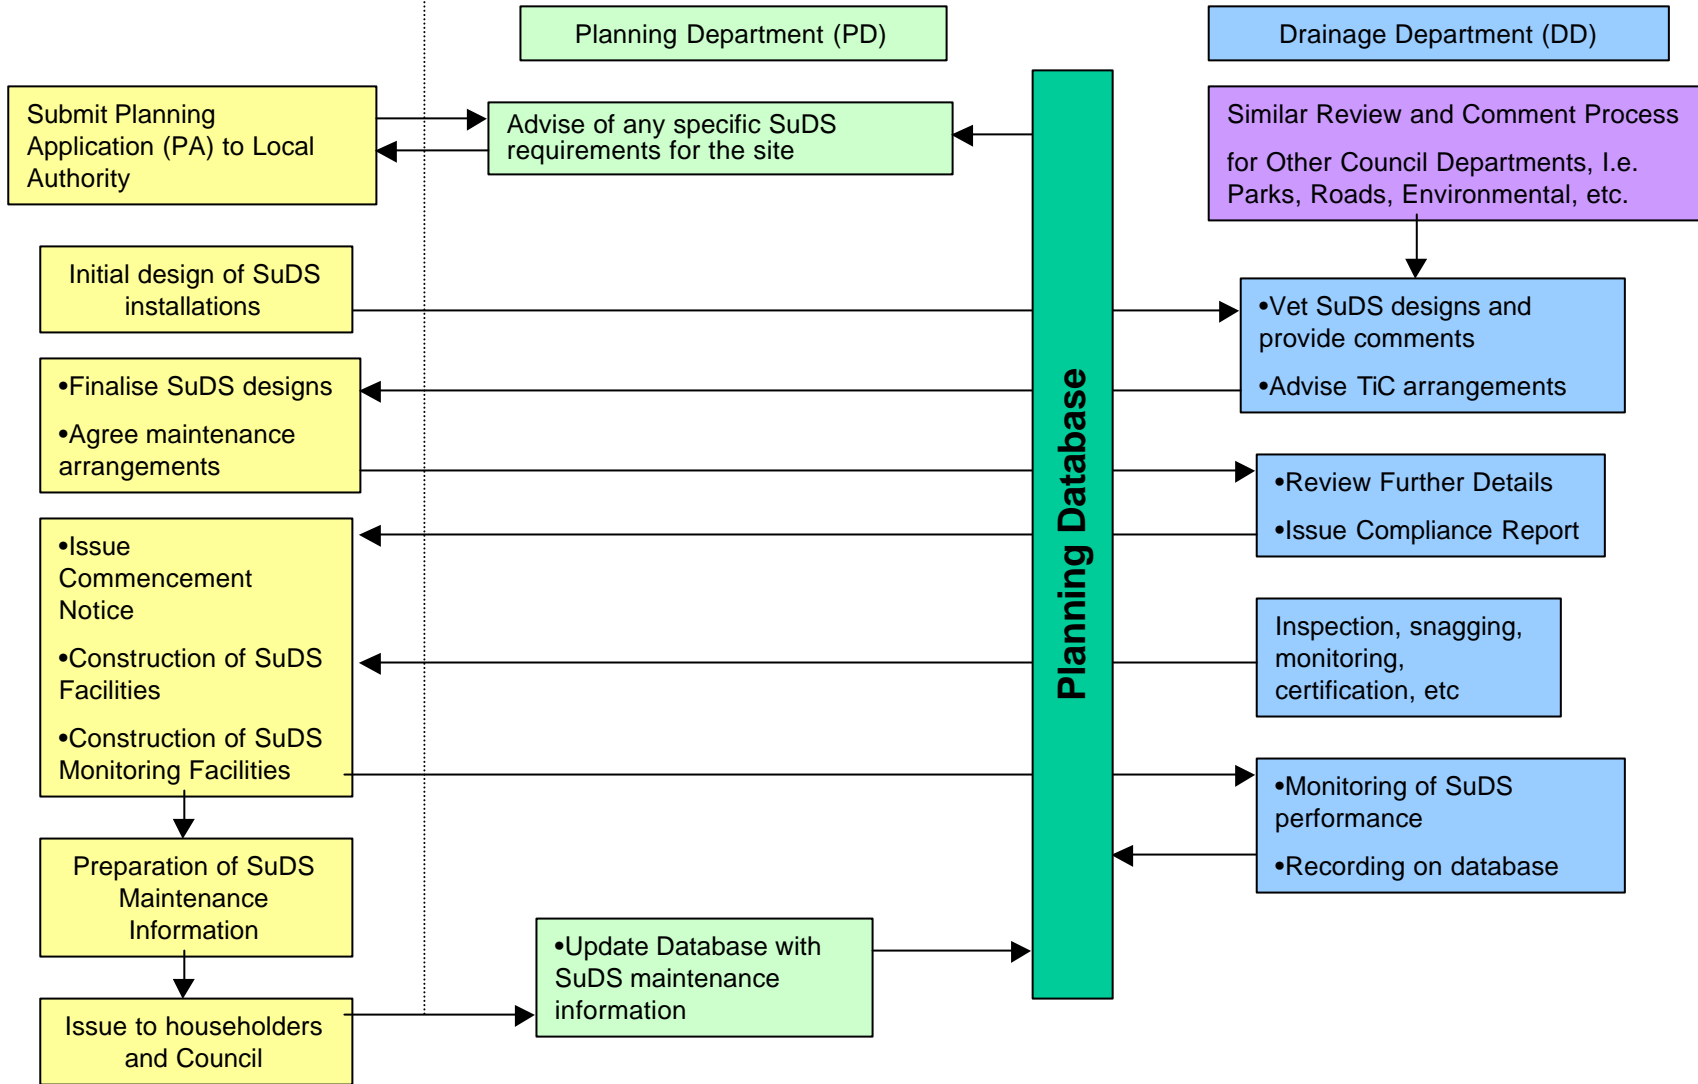 Planning Department (PD)
Drainage Department (DD)
Submit Planning
Application (PA) to Local
Authority
Advise of any specific SuDS
requirements for the site
Similar Review and Comment Process
for Other Council Departments, I.e.
Parks, Roads, Environmental, etc.
Initial design of SuDS
installations
•Vet SuDS designs and
provide comments
•Advise TiC arrangements
•Finalise SuDS designs
•Agree maintenance
arrangements
Planning Database
•Review Further Details
•Issue Compliance Report
•Issue
Commencement
Notice
•Construction of SuDS
Facilities
•Construction of SuDS
Monitoring Facilities
Inspection, snagging,
monitoring,
certification, etc
•Monitoring of SuDS
performance
•Recording on database
Preparation of SuDS
Maintenance
Information
•Update Database with
SuDS maintenance
information
Issue to householders
and Council